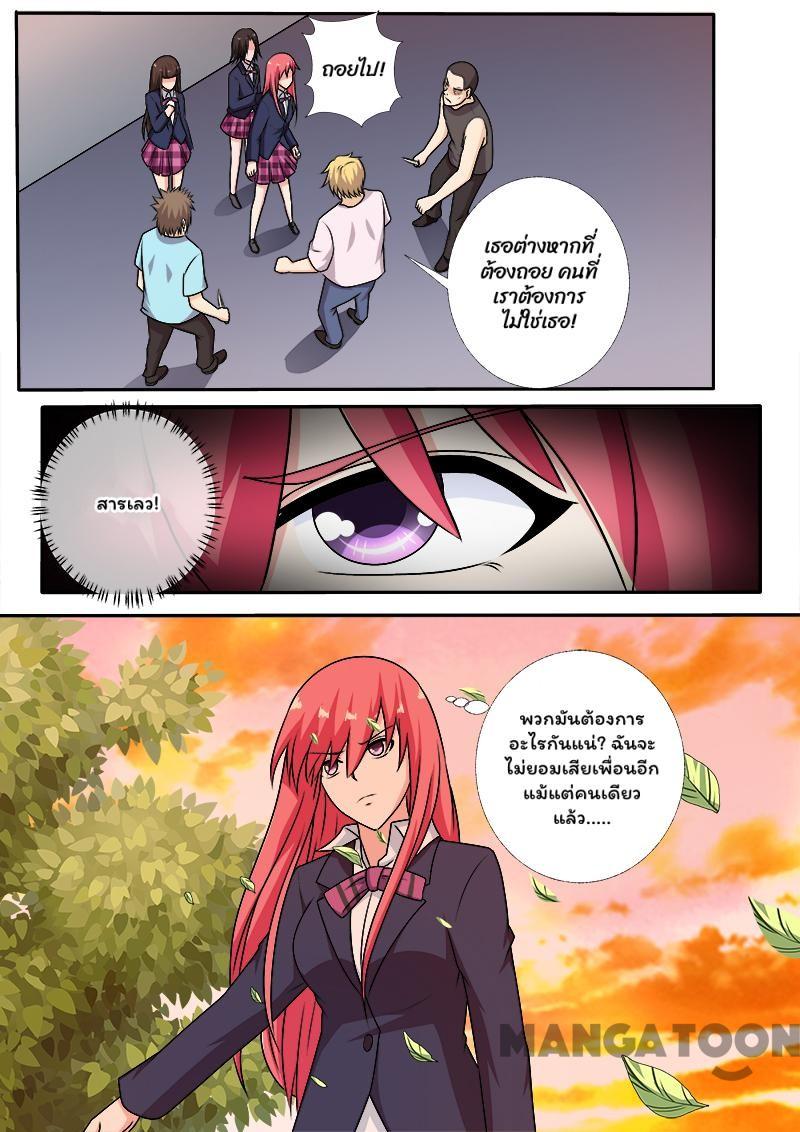 ถอยไป!
เธอต่างหากที่
ต้องถอย คนที่
เราต้องการ
ไม่ใช่เธอ!
สารเลว!
พวกมันต้องการ
อะไรกันแน่? ฉันจะ
ไม่ยอมเสียเพื่อนอีก
แม้แต่คนเดียว
แล้ว.....
MANGATOON